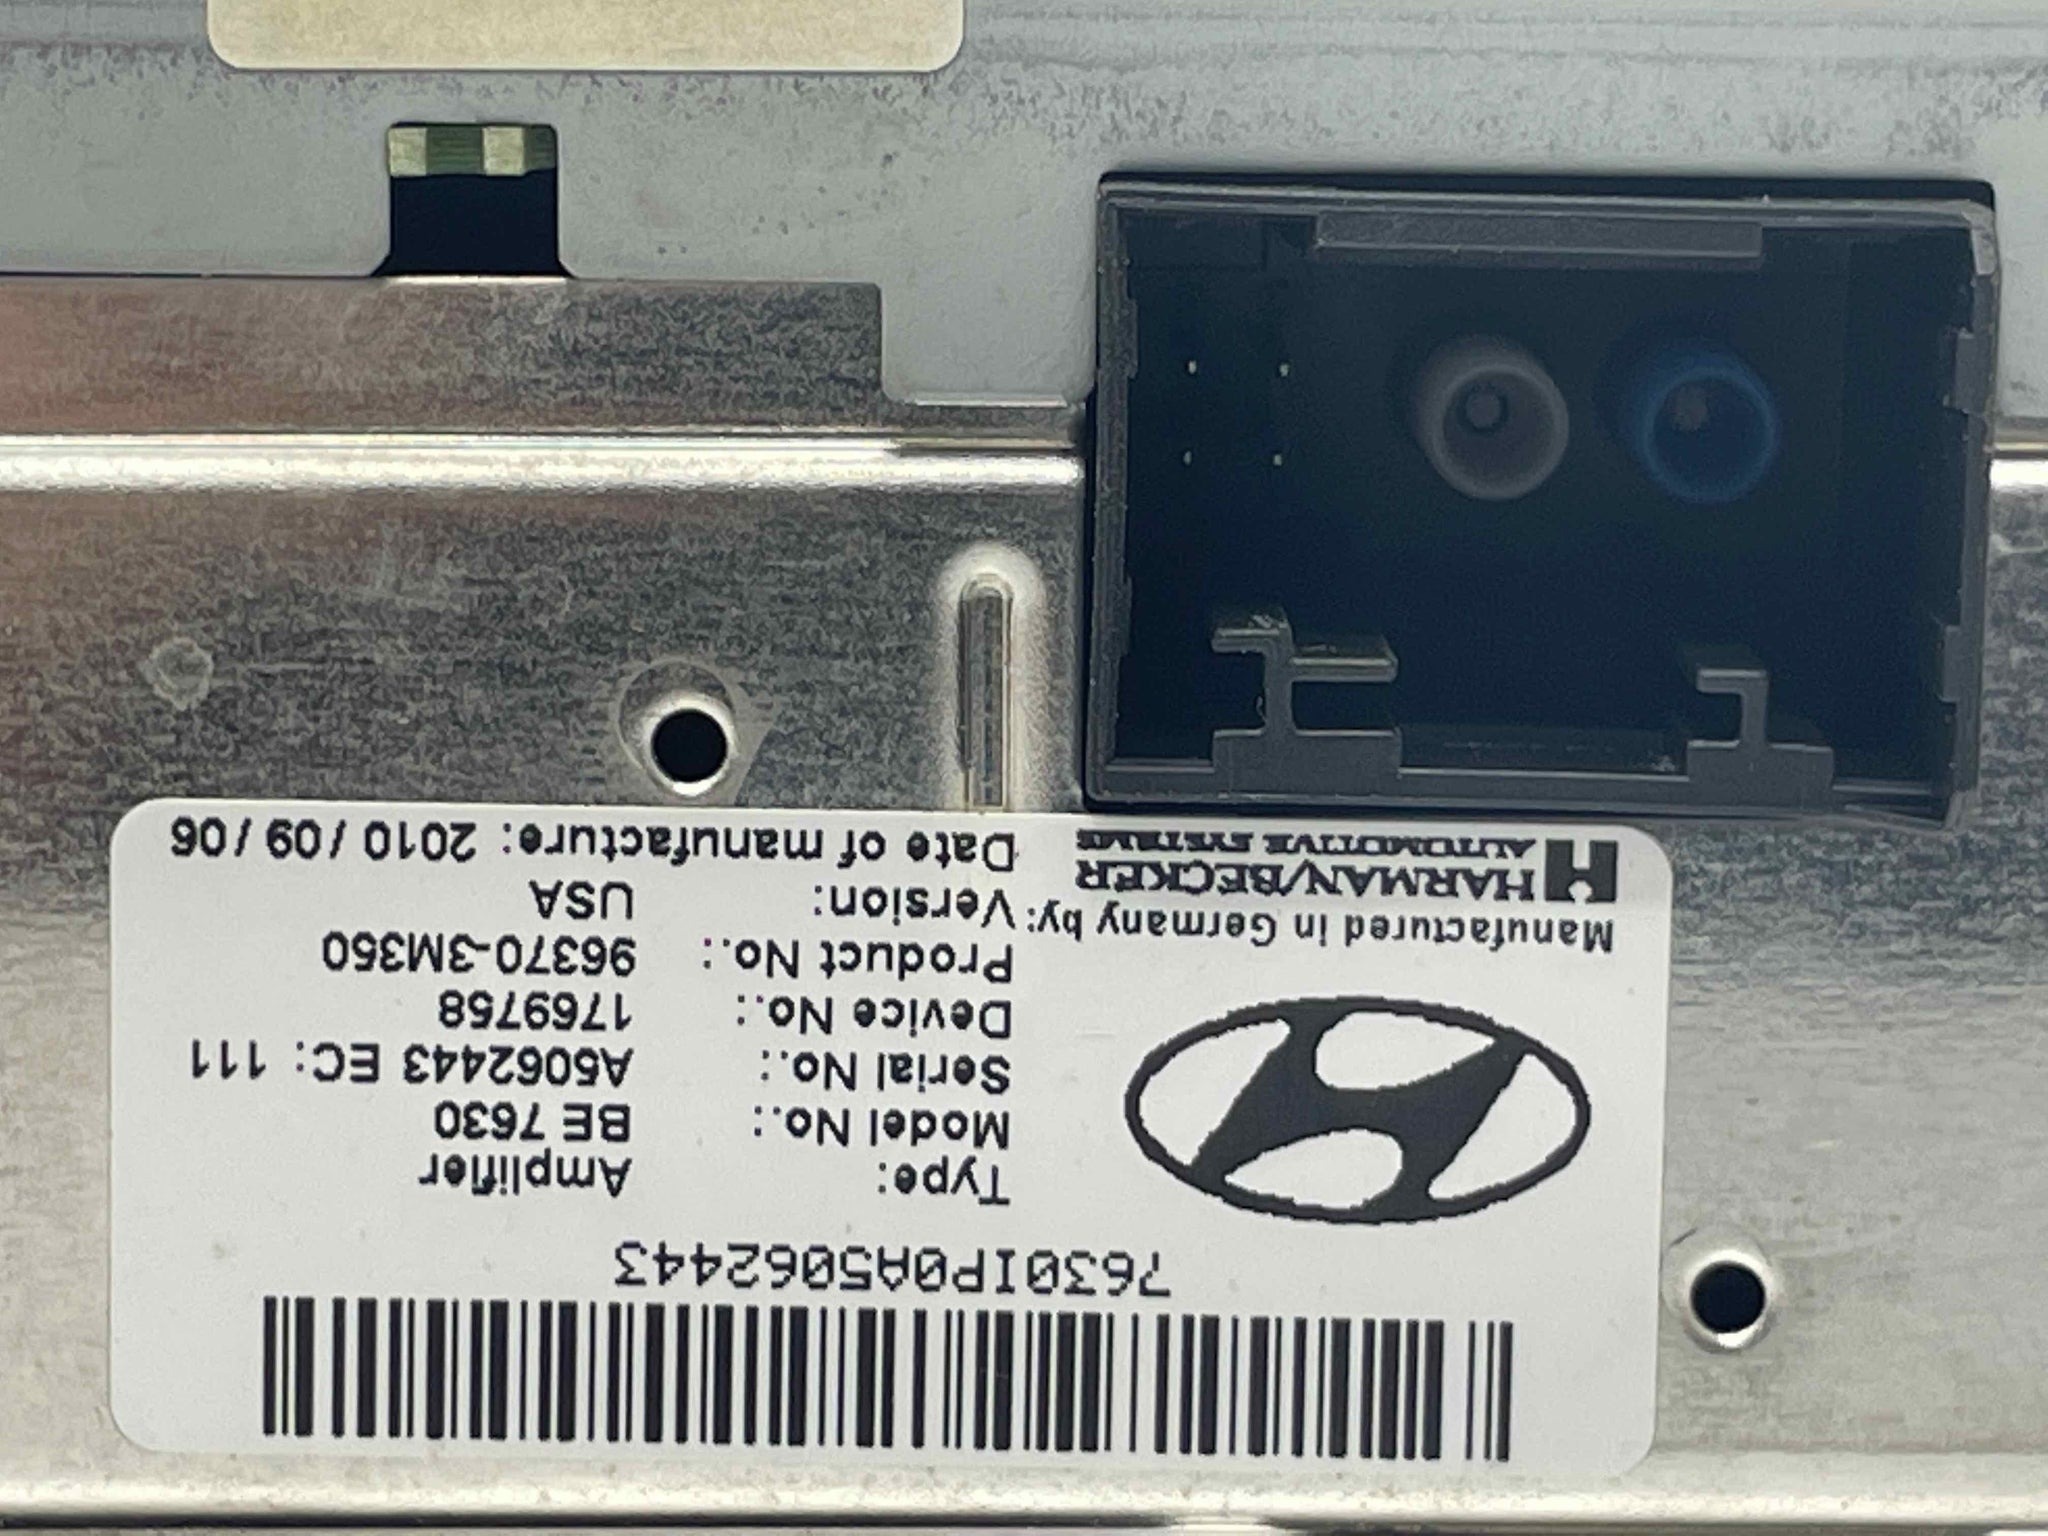 7630IP0A5062443
Type: Amplifier
Model No.: BE 7630
Serial No.: A5062443 EC: 111
Device No.: 1769758
Product No.: 96370-3M350
Version: USA
Date of manufacture: 2010 / 09 / 06
Manufactured in Germany by:
HARMAN/BECKER
AUTOMOTIVE SYSTEMS